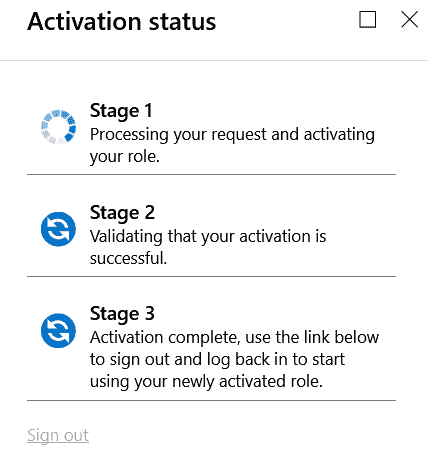 Activation status
Stage 1
Processing your request and activating
your role.
Stage 2
Validating that your activation is
successful.
Stage 3
Activation complete, use the link below
to sign out and log back in to start
using your newly activated role.
Sign out